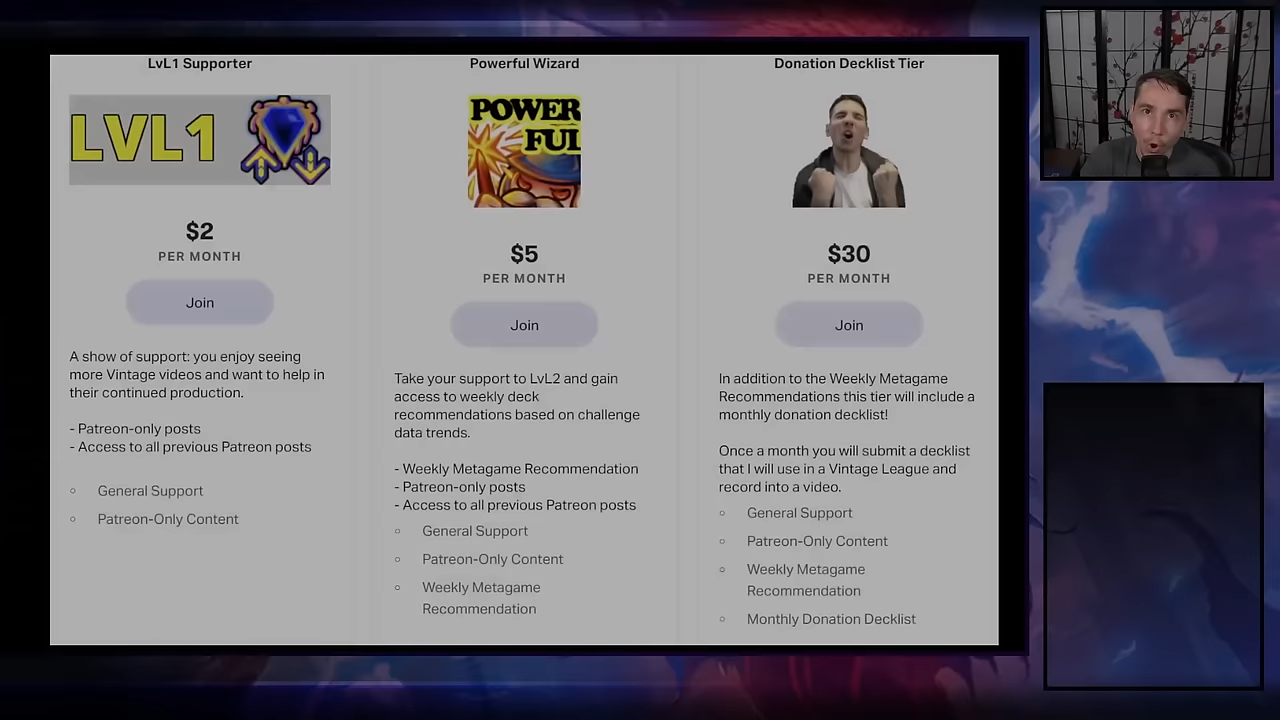 LvL1 Supporter
LVL1
$2
PER MONTH
Join
A show of support: you enjoy seeing
more Vintage videos and want to help in
their continued production.
- Patreon-only posts
- Access to all previous Patreon posts
General Support
Patreon-Only Content
Powerful Wizard
POWER
FUL
$5
PER MONTH
Join
Take your support to LvL2 and gain
access to weekly deck
recommendations based on challenge
data trends.
- Weekly Metagame Recommendation
- Patreon-only posts
- Access to all previous Patreon posts
General Support
Patreon-Only Content
Weekly Metagame
Recommendation
Donation Decklist Tier
$30
PER MONTH
Join
In addition to the Weekly Metagame
Recommendations this tier will include a
monthly donation decklist!
Once a month you will submit a decklist
that I will use in a Vintage League and
record into a video.
General Support
Patreon-Only Content
Weekly Metagame
Recommendation
Monthly Donation Decklist